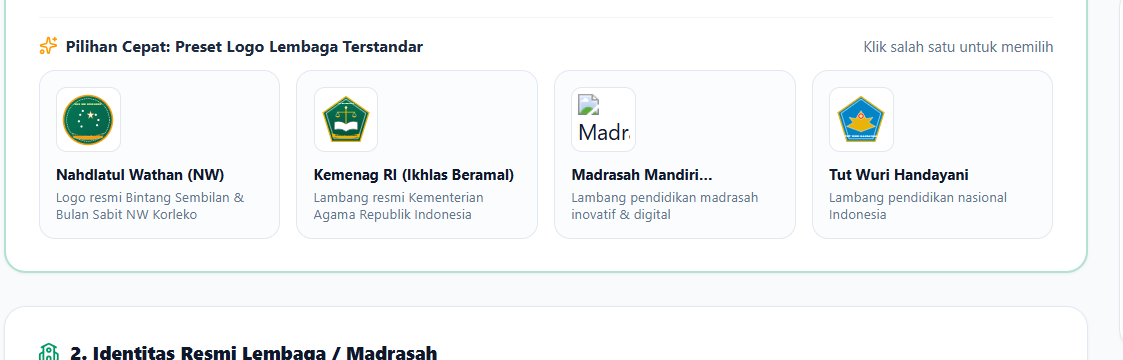 Pilihan Cepat: Preset Logo Lembaga Terstandar
Klik salah satu untuk memilih
Madr
Nahdlatul Wathan (NW)
Logo resmi Bintang Sembilan &
Bulan Sabit NW Korleko
Kemenag RI (Ikhlas Beramal)
Lambang resmi Kementerian
Agama Republik Indonesia
Madrasah Mandiri...
Lambang pendidikan madrasah
inovatif & digital
Tut Wuri Handayani
Lambang pendidikan nasional
Indonesia
2. Identitas Resmi Lembaga / Madrasah